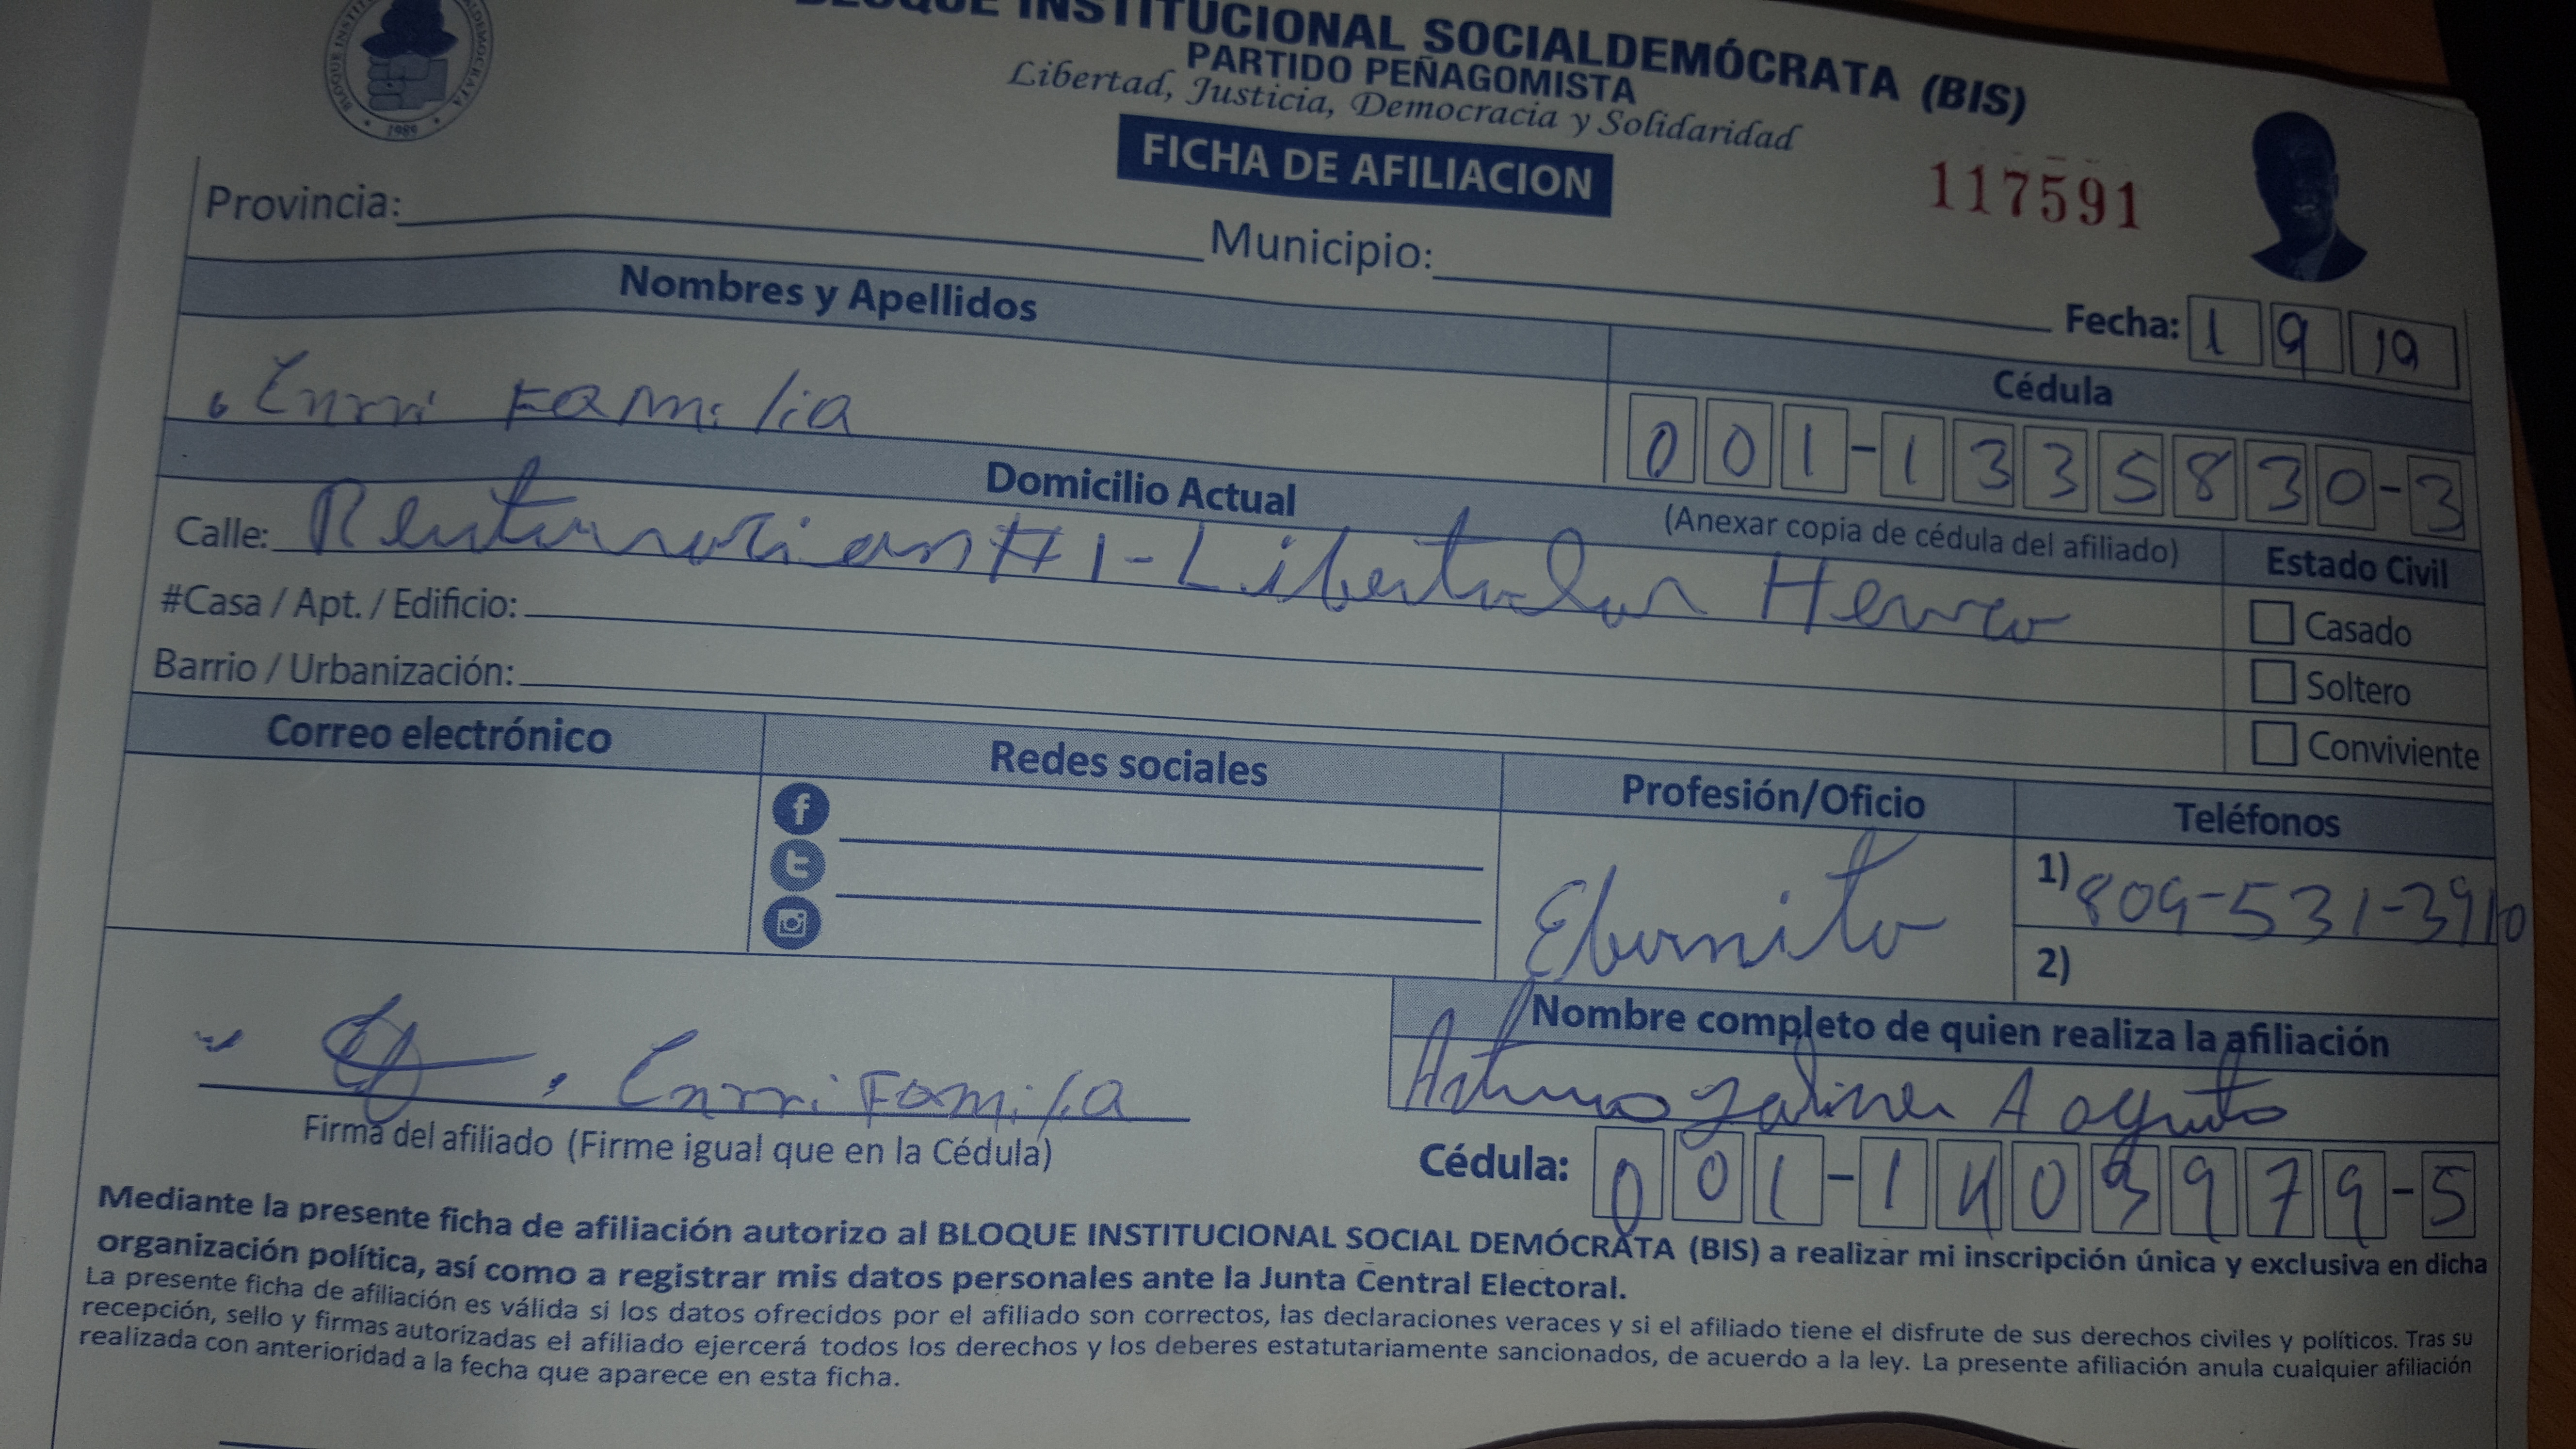 BLOQUE INSTITUCIONAL SOCIALDEMÓCRATA (BIS)
PARTIDO PEÑAGOMISTA
Libertad, Justicia, Democracia y Solidaridad
FICHA DE AFILIACION
117591
1989
Provincia: Municipio:
Fecha: 1 9 19
Nombres y Apellidos
Cédula
Enrri Familia
001-1335830-3
Domicilio Actual
(Anexar copia de cédula del afiliado)
Estado Civil
Calle: #1-Libertador
#Casa / Apt. / Edificio:
Barrio / Urbanización:
Casado
Soltero
Conviviente
Correo electrónico
Redes sociales
Profesión/Oficio
Teléfonos
1) 809-531-3910
2)
Enrri Familia
Firma del afiliado (Firme igual que en la Cédula)
Nombre completo de quien realiza la afiliación
Arturo
Cédula: 001-1403979-5
Mediante la presente ficha de afiliación autorizo al BLOQUE INSTITUCIONAL SOCIAL DEMÓCRATA (BIS) a realizar mi inscripción única y exclusiva en dicha
organización política, así como a registrar mis datos personales ante la Junta Central Electoral.
La presente ficha de afiliación es válida si los datos ofrecidos por el afiliado son correctos, las declaraciones veraces y si el afiliado tiene el disfrute de sus derechos civiles y políticos. Tras su
recepción, sello y firmas autorizadas el afiliado ejercerá todos los derechos y los deberes estatutariamente sancionados, de acuerdo a la ley. La presente afiliación anula cualquier afiliación
realizada con anterioridad a la fecha que aparece en esta ficha.